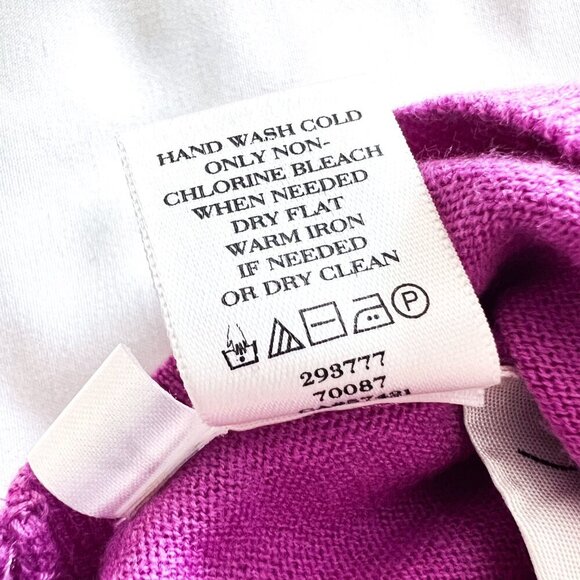 HAND WASH COLD
ONLY NON-
CHLORINE BLEACH
WHEN NEEDED
DRY FLAT
WARM IRON
IF NEEDED
OR DRY CLEAN
P
293777
70087